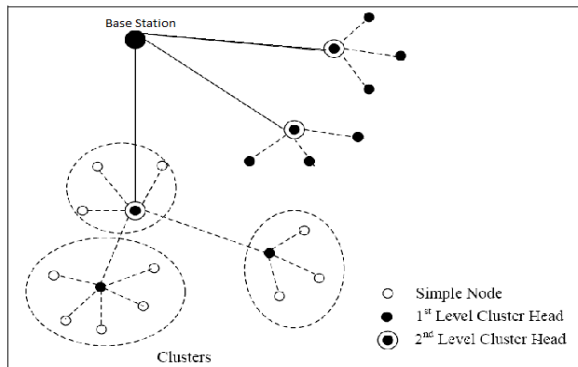 Base Station
Simple Node
1st Level Cluster Head
2nd Level Cluster Head
Clusters